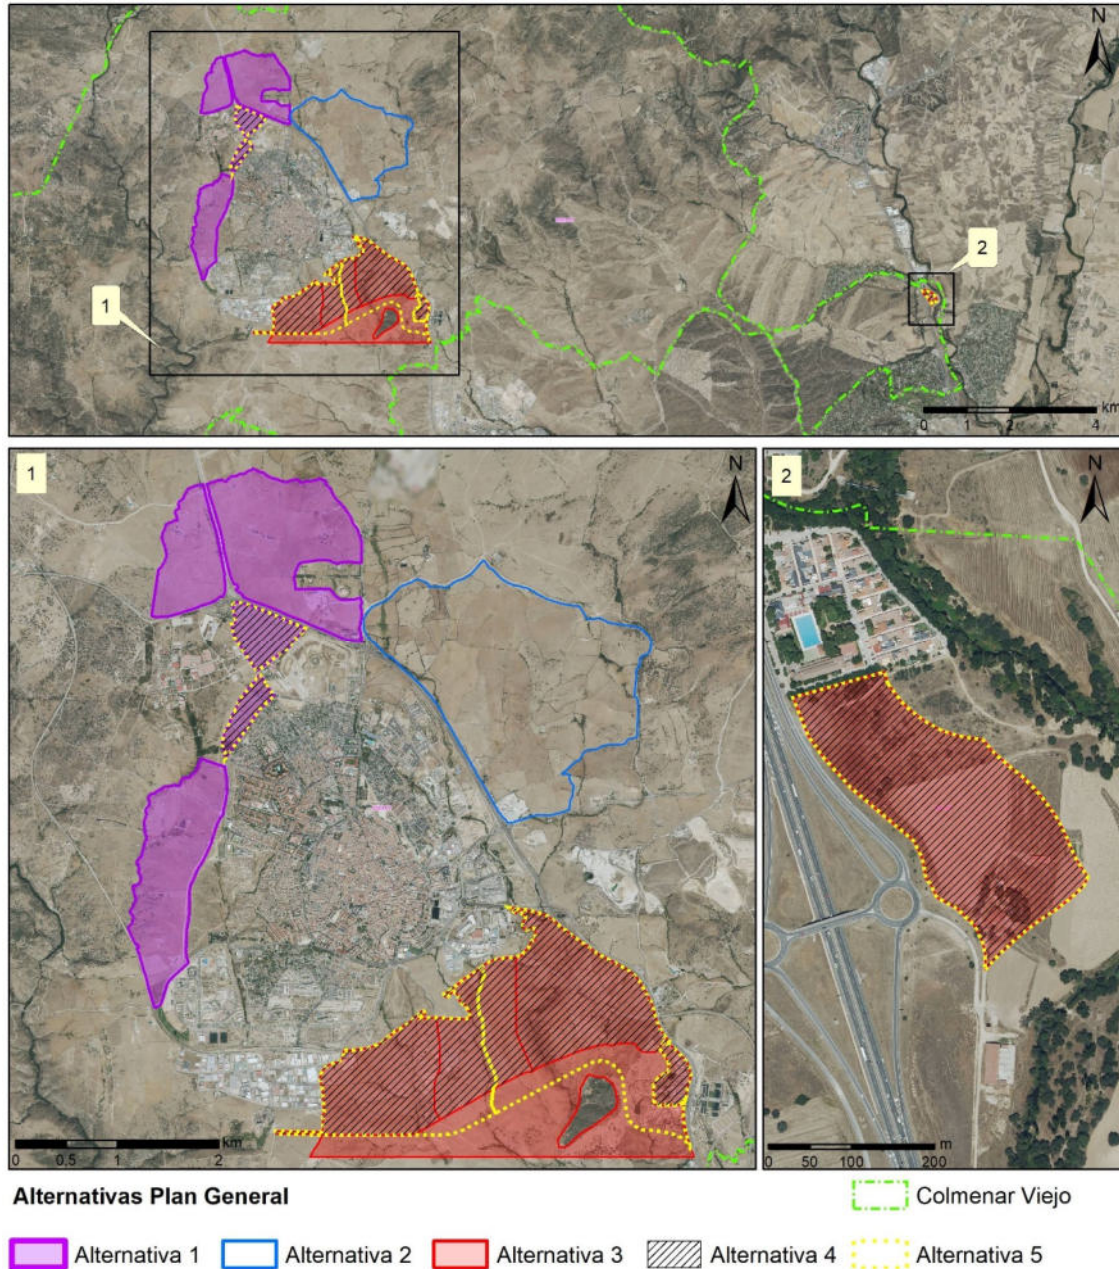 N
1
2
km
0 1 2 4
1
N
km
0 0,5 1 2
2
N
m
0 50 100 200
Alternativas Plan General
Colmenar Viejo
Alternativa 1
Alternativa 2
Alternativa 3
Alternativa 4
Alternativa 5